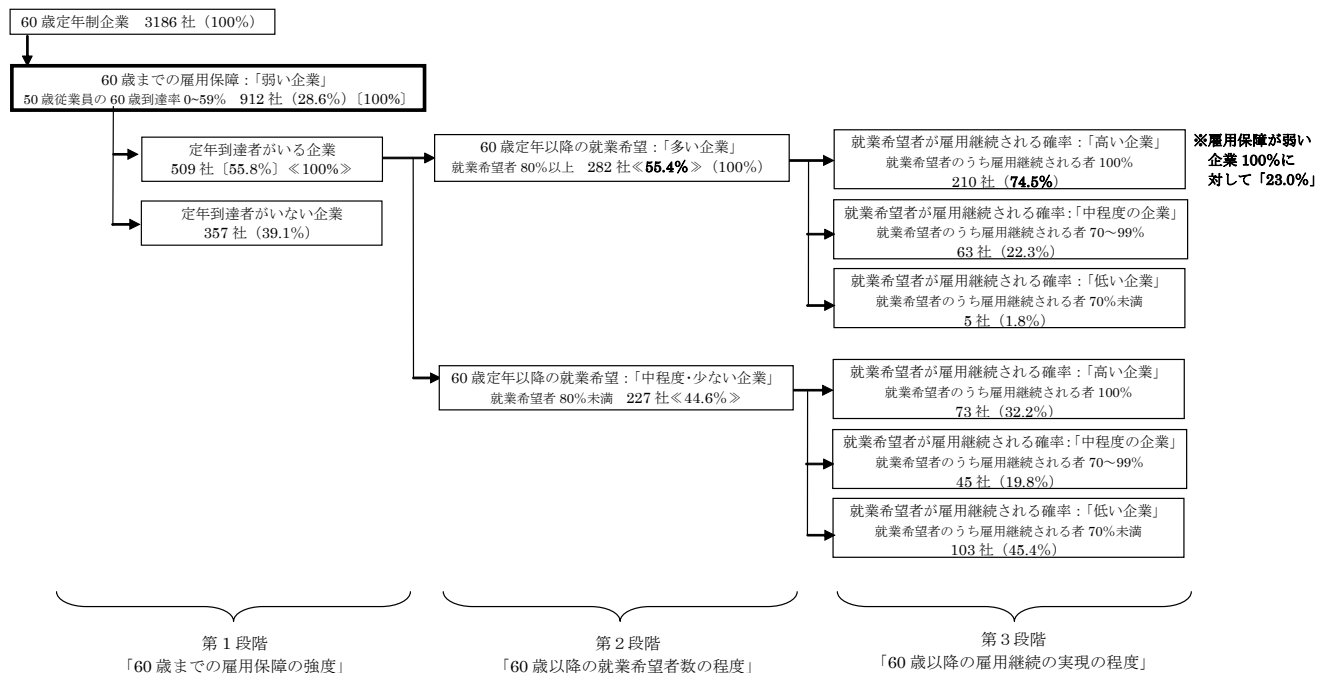 60歳定年制企業　3186社（100%）
60歳までの雇用保障：「弱い企業」
50歳従業員の60歳到達率0~59%　912社（28.6%）〔100%〕
定年到達者がいる企業
509社〔55.8%〕≪100%≫
定年到達者がいない企業
357社（39.1%）
60歳定年以降の就業希望：「多い企業」
就業希望者80%以上　282社≪55.4%≫（100%）
60歳定年以降の就業希望：「中程度・少ない企業」
就業希望者80%未満　227社≪44.6%≫
就業希望者が雇用継続される確率：「高い企業」
就業希望者のうち雇用継続される者100%
210社（74.5%）
※雇用保障が弱い
企業100%に
対して「23.0%」
就業希望者が雇用継続される確率：「中程度の企業」
就業希望者のうち雇用継続される者70～99%
63社（22.3%）
就業希望者が雇用継続される確率：「低い企業」
就業希望者のうち雇用継続される者70%未満
5社（1.8%）
就業希望者が雇用継続される確率：「高い企業」
就業希望者のうち雇用継続される者100%
73社（32.2%）
就業希望者が雇用継続される確率：「中程度の企業」
就業希望者のうち雇用継続される者70～99%
45社（19.8%）
就業希望者が雇用継続される確率：「低い企業」
就業希望者のうち雇用継続される者70%未満
103社（45.4%）
第1段階
「60歳までの雇用保障の強度」
第2段階
「60歳以降の就業希望者数の程度」
第3段階
「60歳以降の雇用継続の実現の程度」